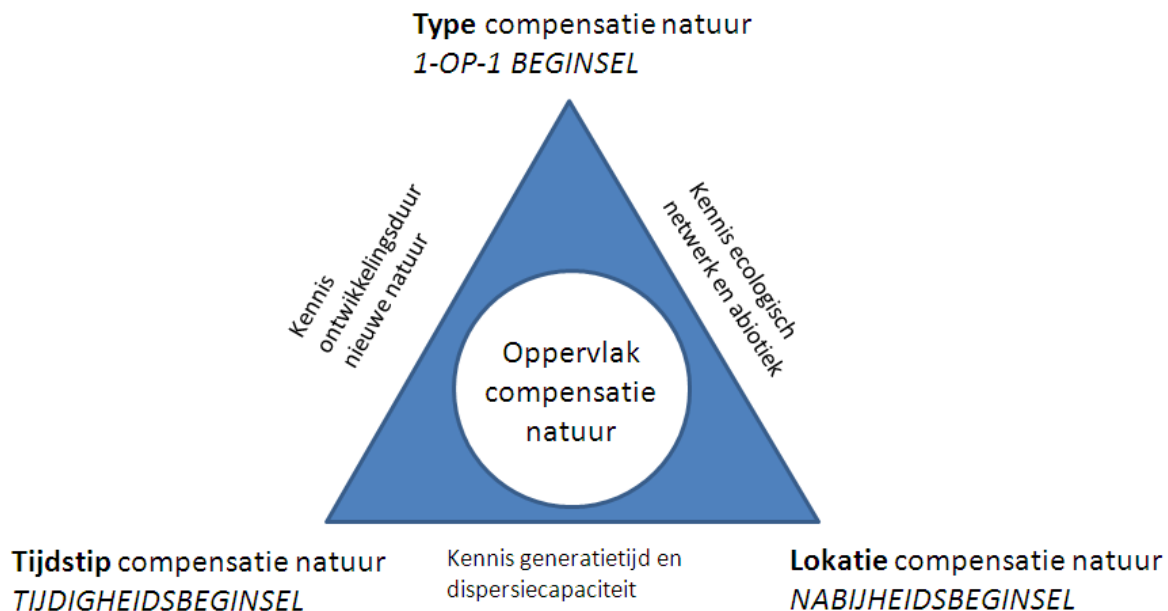 Type compensatie natuur
1-OP-1 BEGINSEL
Kennis
ontwikkelingsduur
nieuwe natuur
Kennis ecologisch
netwerk en abiotiek
Oppervlak
compensatie
natuur
Tijdstip compensatie natuur
TIJDIGHEIDSBEGINSEL
Kennis generatietijd en
dispersiecapaciteit
Lokatie compensatie natuur
NABIJHEIDSBEGINSEL